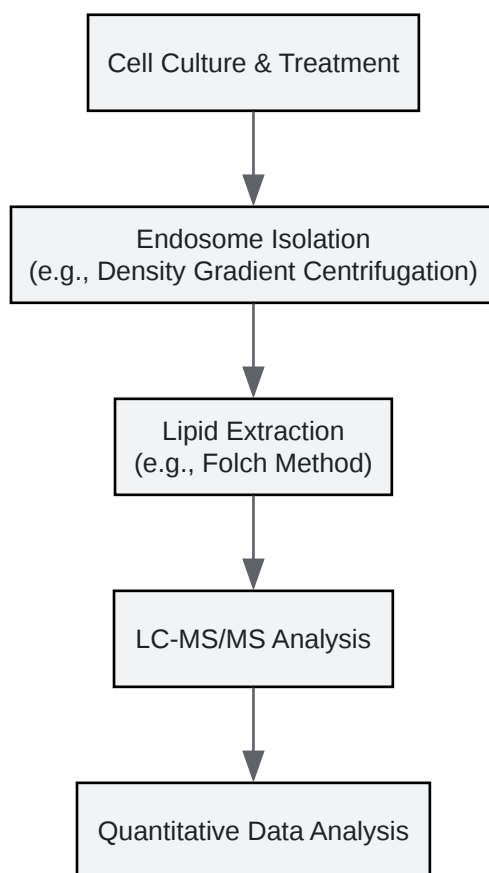 Cell Culture & Treatment
Endosome Isolation
(e.g., Density Gradient Centrifugation)
Lipid Extraction
(e.g., Folch Method)
LC-MS/MS Analysis
Quantitative Data Analysis